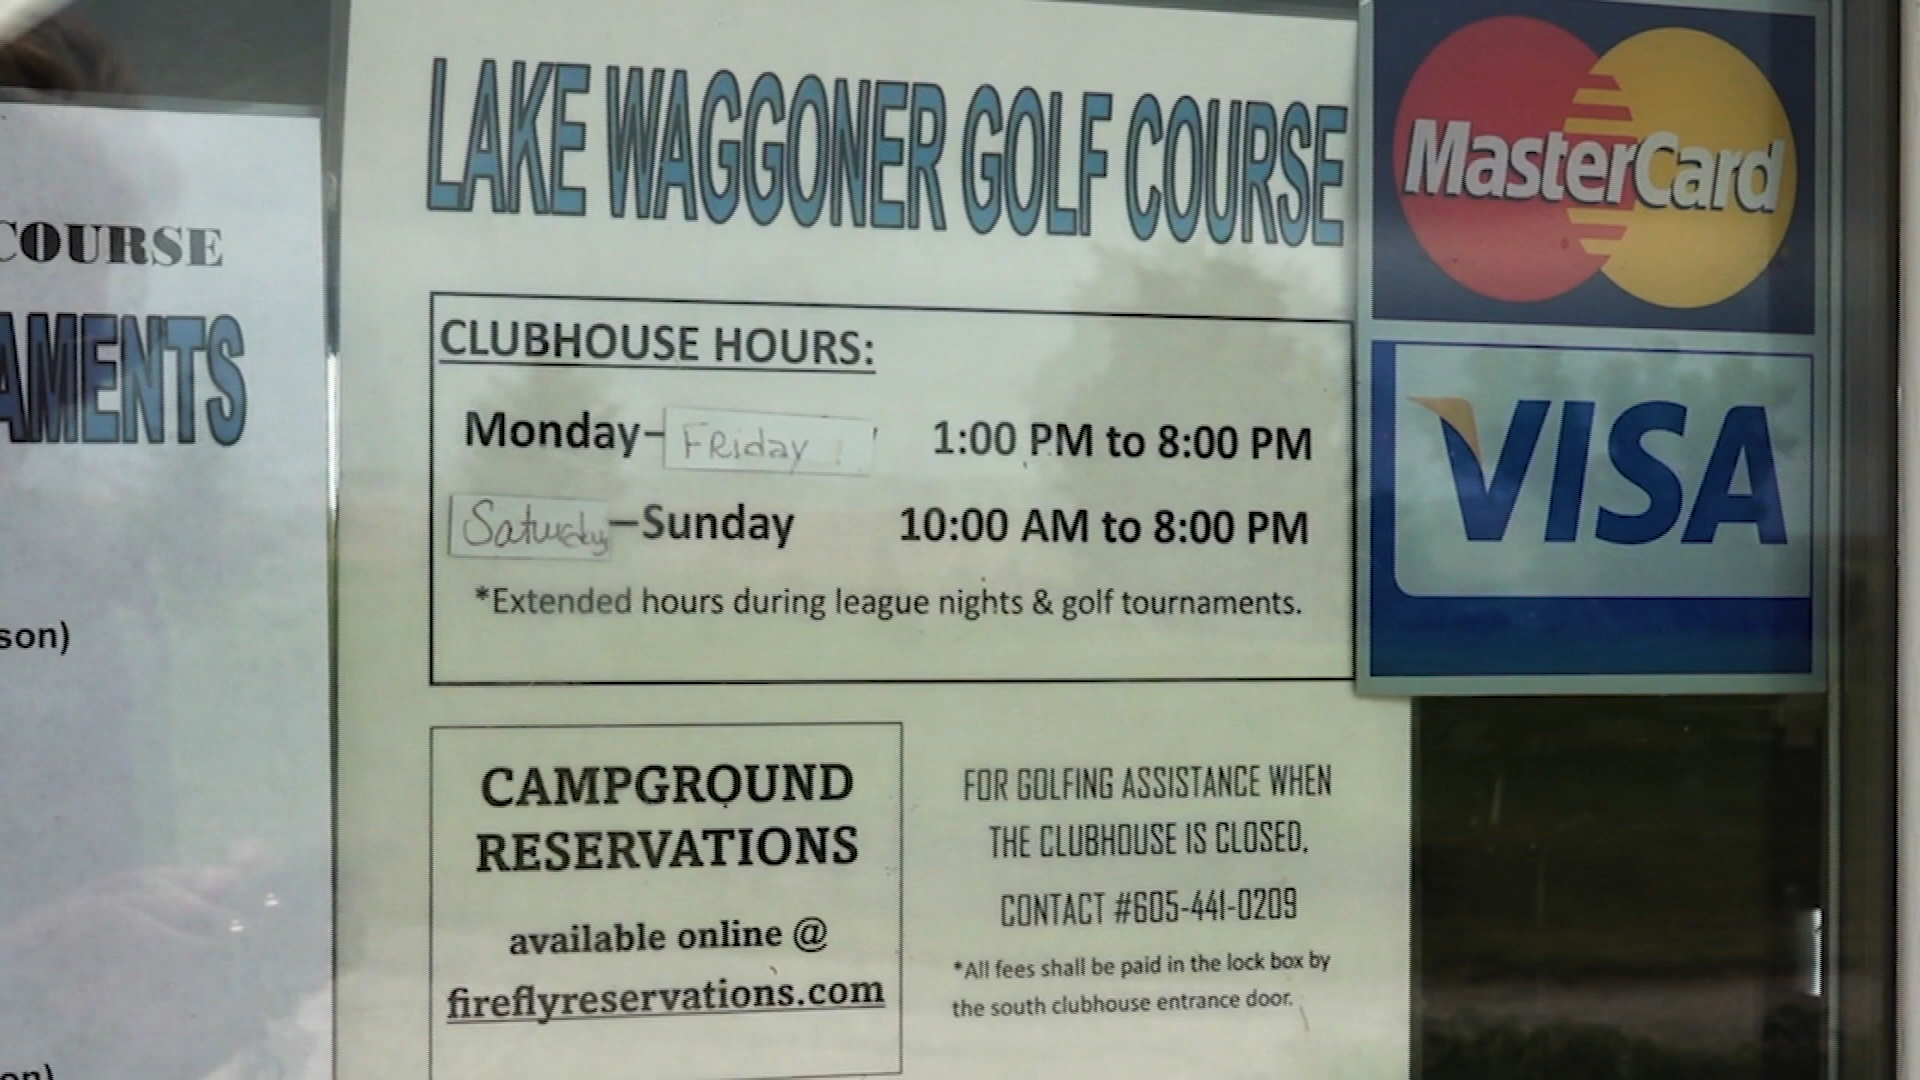 COURSE
AMENTS
son)
on)
LAKE WAGGONER GOLF COURSE
CLUBHOUSE HOURS:
Monday-Friday 1:00 PM to 8:00 PM
Saturday-Sunday 10:00 AM to 8:00 PM
*Extended hours during league nights & golf tournaments.
CAMPGROUND
RESERVATIONS
available online @
fireflyreservations.com
FOR GOLFING ASSISTANCE WHEN
THE CLUBHOUSE IS CLOSED,
CONTACT #605-441-0209
*All fees shall be paid in the lock box by
the south clubhouse entrance door.
MasterCard
VISA